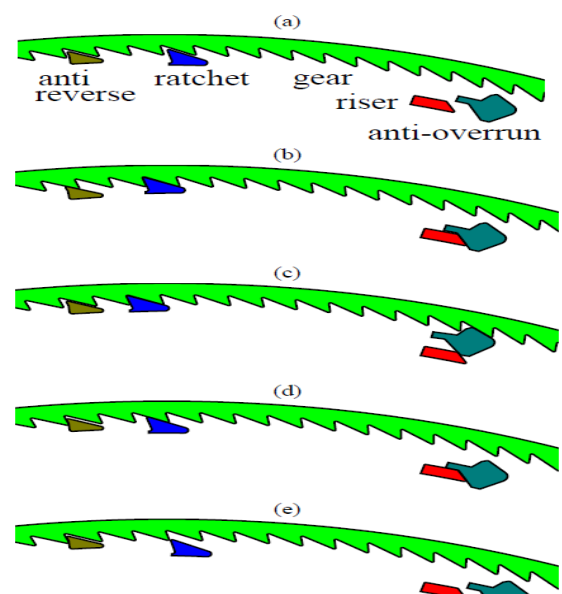 (a)
anti ratchet gear
reverse riser
anti-overrun
(b)
(c)
(d)
(e)